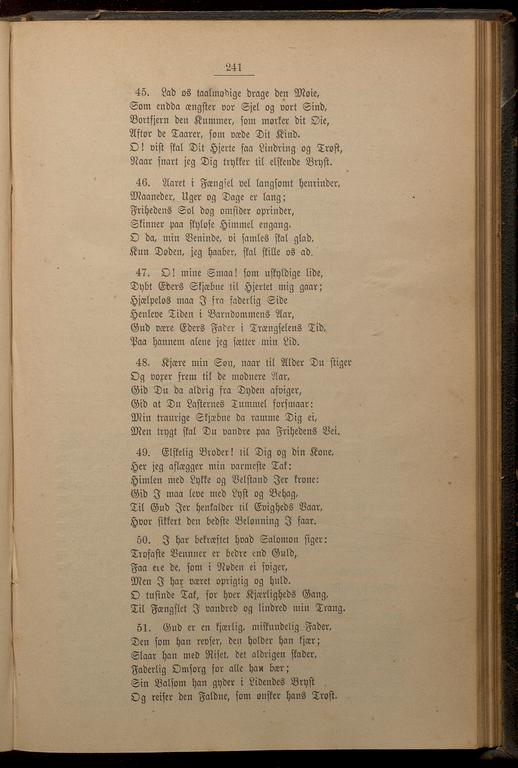 241
45. Lad os taalmodige drage den Møie,
Som endda ængster vor Sjel og vort Sind,
Bortfjern den Kummer, som mørker dit Øie,
Aftør de Taarer, som væde Dit Kind.
O! vist skal Dit Hjerte faa Lindring og Trøst,
Naar snart jeg Dig trykker til elskende Bryst.
46. Aaret i Fængsel vel langsomt henrinder,
Maaneder, Uger og Dage er lang;
Frihedens Sol dog omsider oprinder,
Skinner paa skyløse Himmel engang.
O da, min Veninde, vi samles skal glad,
Kun Døden, jeg haaber, skal skille os ad.
47. O! mine Smaa! som uskyldige lide,
Dybt Eders Skjæbne til Hjertet mig gaar;
Hjælpeløs maa I fra faderlig Side
Henleve Tiden i Barndommens Aar,
Gud være Eders Fader i Trængselens Tid,
Paa hannem alene jeg sætter min Lid.
48. Kjære min Søn, naar til Alder Du stiger
Og voxer frem til de modnere Aar,
Gid Du da aldrig fra Dyden afviger,
Gid at Du Lasternes Tummel forsmaar:
Min traurige Skjæbne da ramme Dig ei,
Men trygt skal Du vandre paa Frihedens Vei.
49. Elskelig Broder! til Dig og din Kone,
Her jeg aflægger min varmeste Tak:
Himlen med Lykke og Velstand Jer krone:
Gid I maa leve med Lyst og Behag,
Til Gud Jer henkalder til Evigheds Vaar,
Hvor sikkert den bedste Belønning I faar.
50. I har bekræftet hvad Salomon siger:
Trofaste Vennner er bedre end Guld,
Faa ere de, som i Nøden ei sviger,
Men I har været oprigtig og huld.
O tusinde Tak, for hver Kjærligheds Gang,
Til Fængslet I vandred og lindred min Trang.
51. Gud er en kjærlig, miskundelig Fader,
Den som han revser, den holder han kjær;
Slaar han med Riset, det aldrigen skader,
Faderlig Omsorg for alle han bær;
Sin Balsom han gyder i Lidendes Bryst
Og reiser den Faldne, som ønsker hans Trøst.